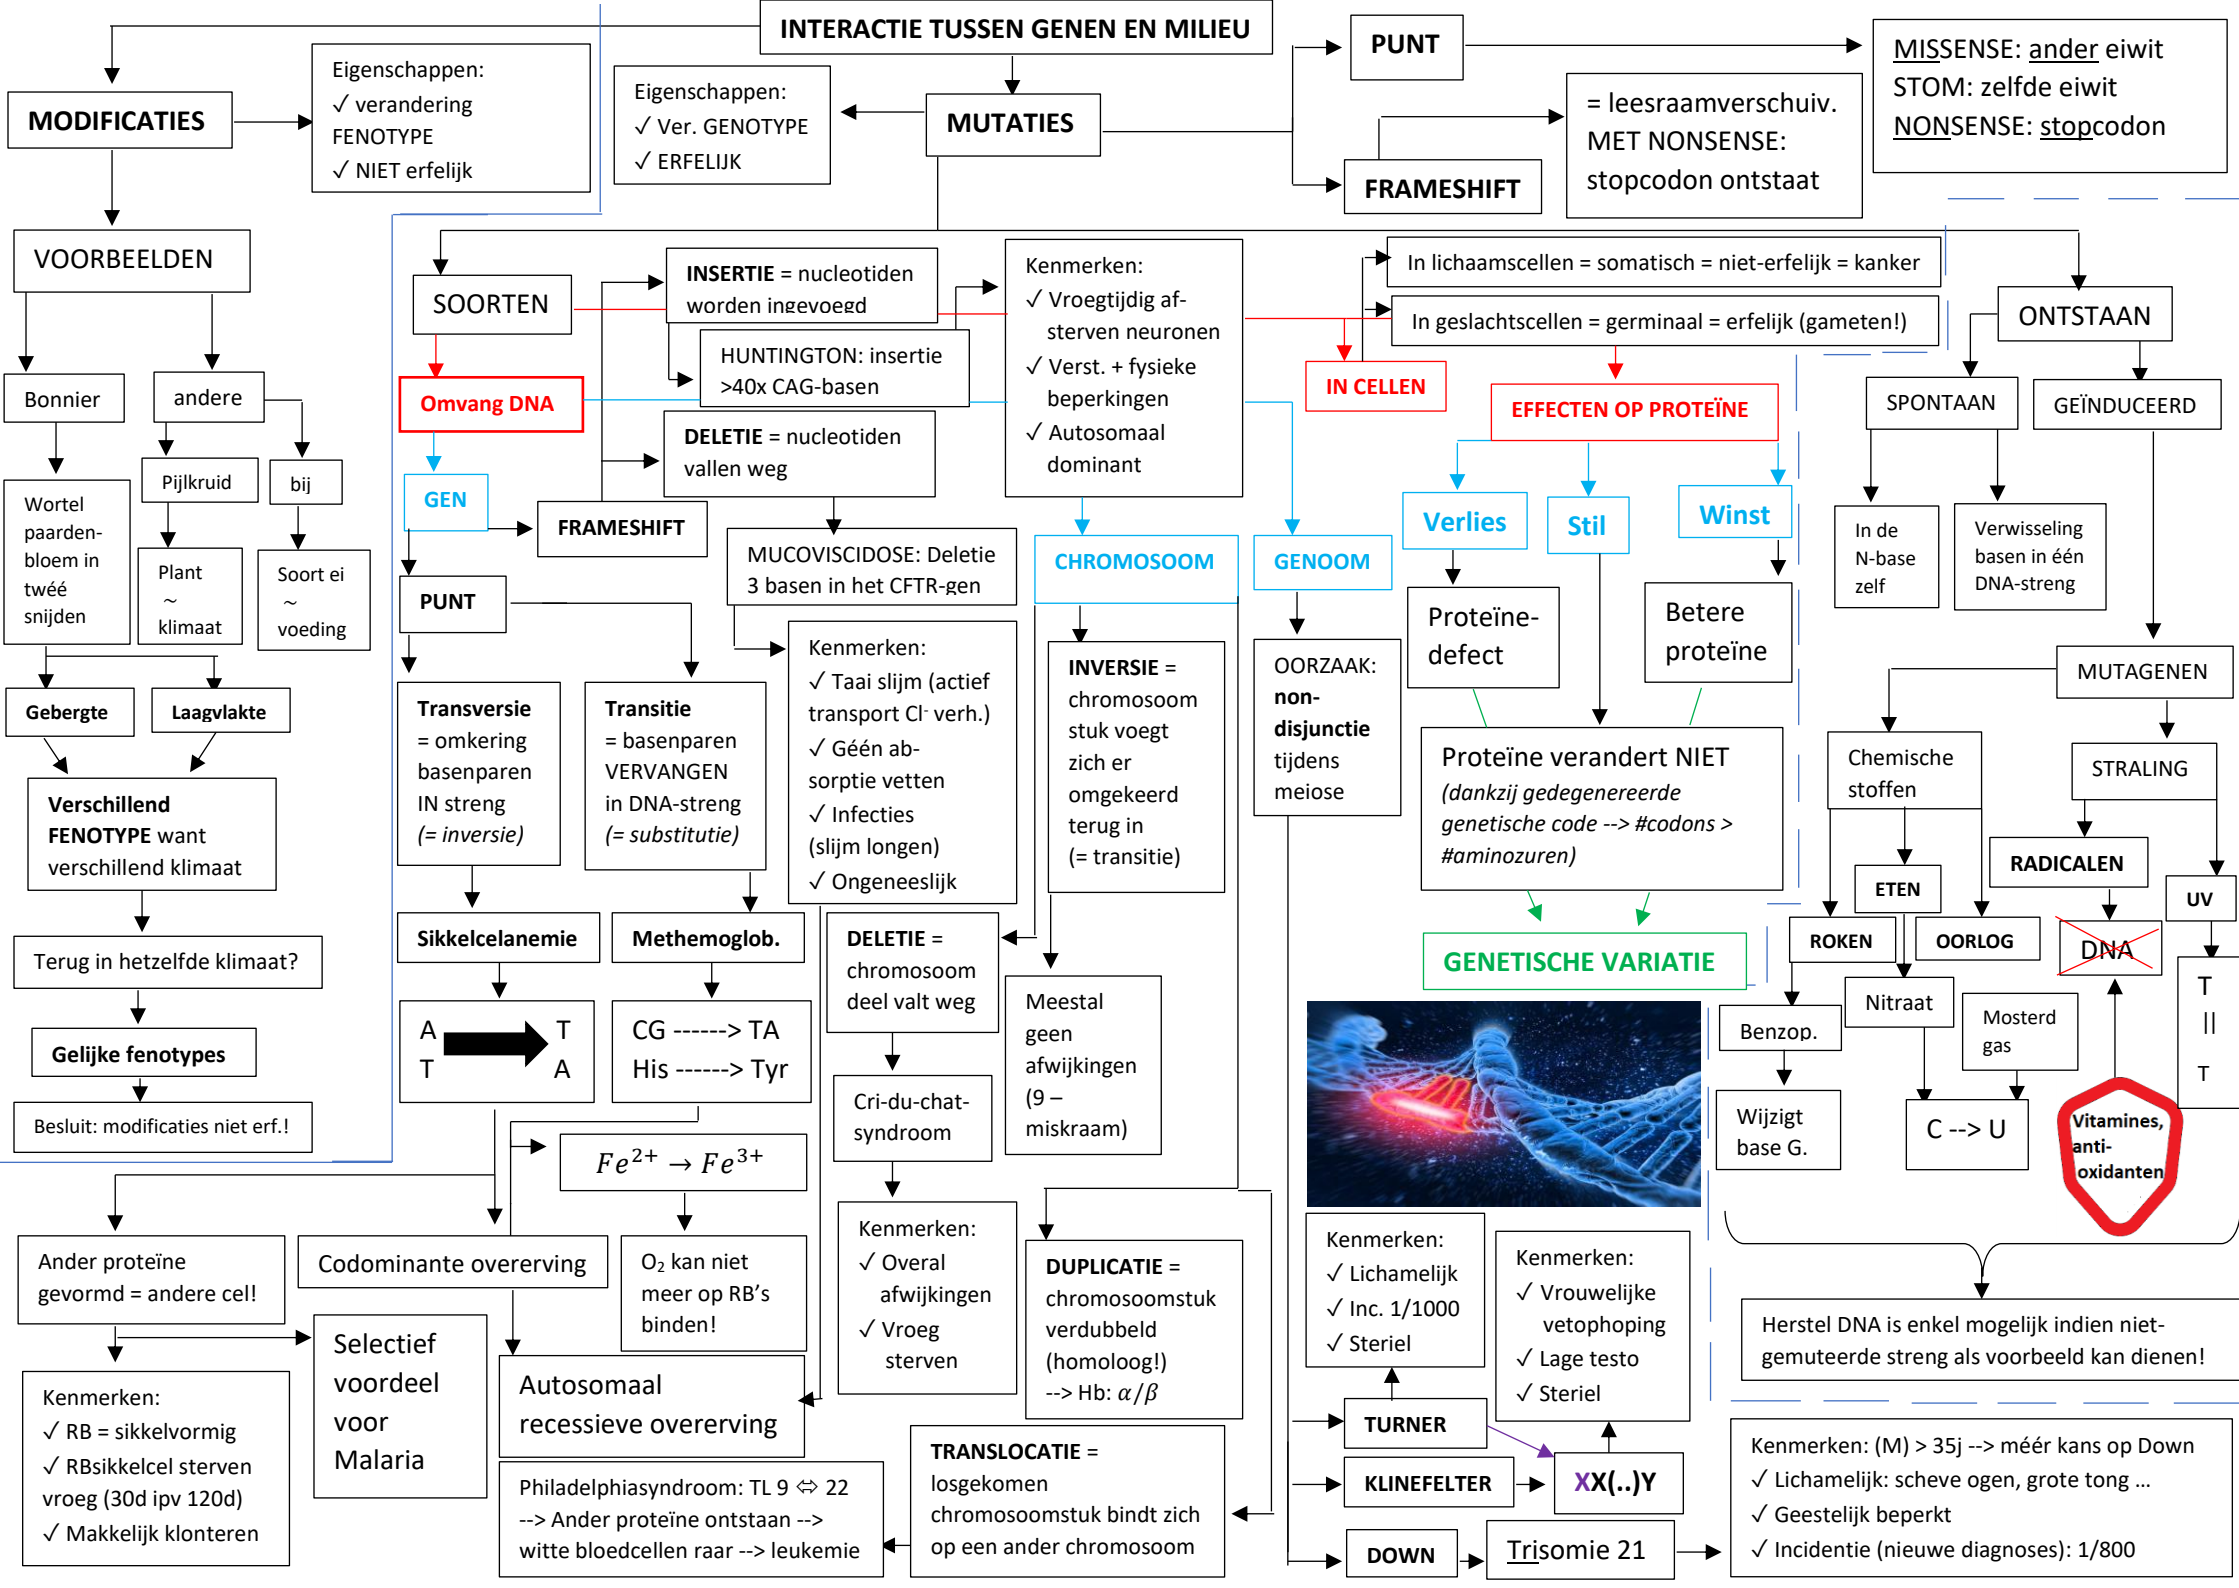 INTERACTIE TUSSEN GENEN EN MILIEU
MODIFICATIES
Eigenschappen:
✓ verandering
FENOTYPE
✓ NIET erfelijk
Eigenschappen:
✓ Ver. GENOTYPE
✓ ERFELIJK
MUTATIES
PUNT
MISSENSE: ander eiwit
STOM: zelfde eiwit
NONSENSE: stopcodon
FRAMESHIFT
= leesraamverschuiv.
MET NONSENSE:
stopcodon ontstaat
VOORBEELDEN
Bonnier
andere
Pijlkruid
bij
Wortel
paarden-
bloem in
twéé
snijden
Plant
~
klimaat
Soort ei
~
voeding
Gebergte
Laagvlakte
Verschillend
FENOTYPE want
verschillend klimaat
Terug in hetzelfde klimaat?
Gelijke fenotypes
Besluit: modificaties niet erf.!
SOORTEN
Omvang DNA
GEN
FRAMESHIFT
INSERTIE = nucleotiden
worden ingevoegd
HUNTINGTON: insertie
>40x CAG-basen
Kenmerken:
✓ Vroegtijdig af-
sterven neuronen
✓ Verst. + fysieke
beperkingen
✓ Autosomaal
dominant
DELETIE = nucleotiden
vallen weg
MUCOVISCIDOSE: Deletie
3 basen in het CFTR-gen
Kenmerken:
✓ Taai slijm (actief
transport Cl⁻ verh.)
✓ Géén ab-
sorptie vetten
✓ Infecties
(slijm longen)
✓ Ongeneeslijk
PUNT
Transversie
= omkering
basenparen
IN streng
(= inversie)
Transitie
= basenparen
VERVANGEN
in DNA-streng
(= substitutie)
Sikkelcelanemie
Methemoglob.
A T
T A
CG ------> TA
His ------> Tyr
Fe²⁺ → Fe³⁺
O₂ kan niet
meer op RB's
binden!
Codominante overerving
Ander proteïne
gevormd = andere cel!
Selectief
voordeel
voor
Malaria
Kenmerken:
✓ RB = sikkelvormig
✓ RBsikkelcel sterven
vroeg (30d ipv 120d)
✓ Makkelijk klonteren
Autosomaal
recessieve overerving
CHROMOSOOM
INVERSIE =
chromosoom
stuk voegt
zich er
omgekeerd
terug in
(= transitie)
Meestal
geen
afwijkingen
(9 –
miskraam)
DELETIE =
chromosoom
deel valt weg
Cri-du-chat-
syndroom
Kenmerken:
✓ Overal
afwijkingen
✓ Vroeg
sterven
DUPLICATIE =
chromosoomstuk
verdubbeld
(homoloog!)
--> Hb: α/β
TRANSLOCATIE =
losgekomen
chromosoomstuk bindt zich
op een ander chromosoom
Philadelphiasyndroom: TL 9 ⇔ 22
--> Ander proteïne ontstaan -->
witte bloedcellen raar --> leukemie
GENOOM
OORZAAK:
non-
disjunctie
tijdens
meiose
TURNER
Kenmerken:
✓ Lichamelijk
✓ Inc. 1/1000
✓ Steriel
KLINEFELTER
XX(..)Y
Kenmerken:
✓ Vrouwelijke
vetophoping
✓ Lage testo
✓ Steriel
DOWN
Trisomie 21
Kenmerken: (M) > 35j --> méér kans op Down
✓ Lichamelijk: scheve ogen, grote tong ...
✓ Geestelijk beperkt
✓ Incidentie (nieuwe diagnoses): 1/800
IN CELLEN
In lichaamscellen = somatisch = niet-erfelijk = kanker
In geslachtscellen = germinaal = erfelijk (gameten!)
EFFECTEN OP PROTEÏNE
Verlies
Stil
Winst
Proteïne-
defect
Betere
proteïne
Proteïne verandert NIET
(dankzij gedegenereerde
genetische code --> #codons >
#aminozuren)
GENETISCHE VARIATIE
ONTSTAAN
SPONTAAN
GEÏNDUCEERD
In de
N-base
zelf
Verwisseling
basen in één
DNA-streng
MUTAGENEN
Chemische
stoffen
STRALING
ROKEN
ETEN
OORLOG
RADICALEN
UV
DNA
Benzop.
Nitraat
Mosterd
gas
T
||
T
Wijzigt
base G.
C --> U
Vitamines,
anti-
oxidanten
Herstel DNA is enkel mogelijk indien niet-
gemuteerde streng als voorbeeld kan dienen!